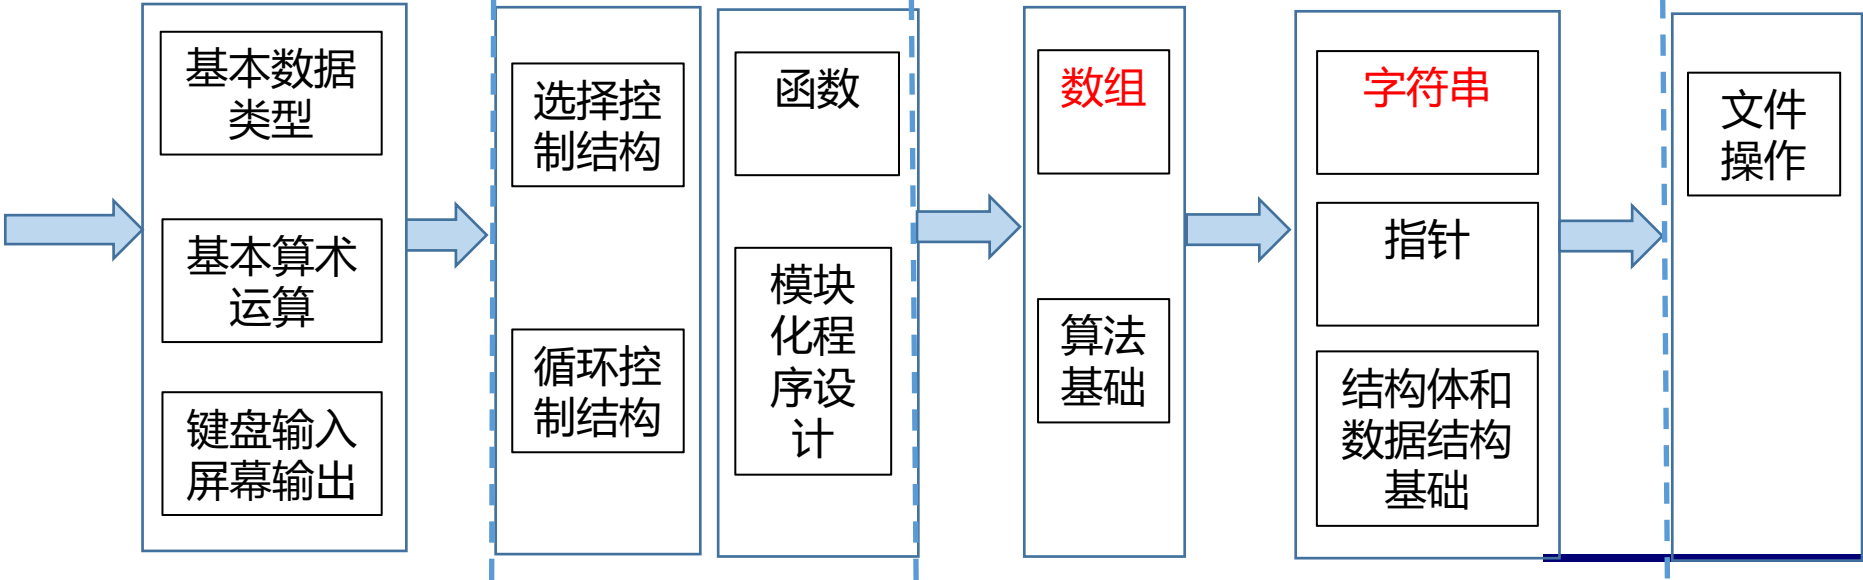 基本数据
类型
基本算术
运算
键盘输入
屏幕输出
选择控
制结构
循环控
制结构
函数
模块
化程
序设
计
数组
算法
基础
字符串
指针
结构体和
数据结构
基础
文件
操作